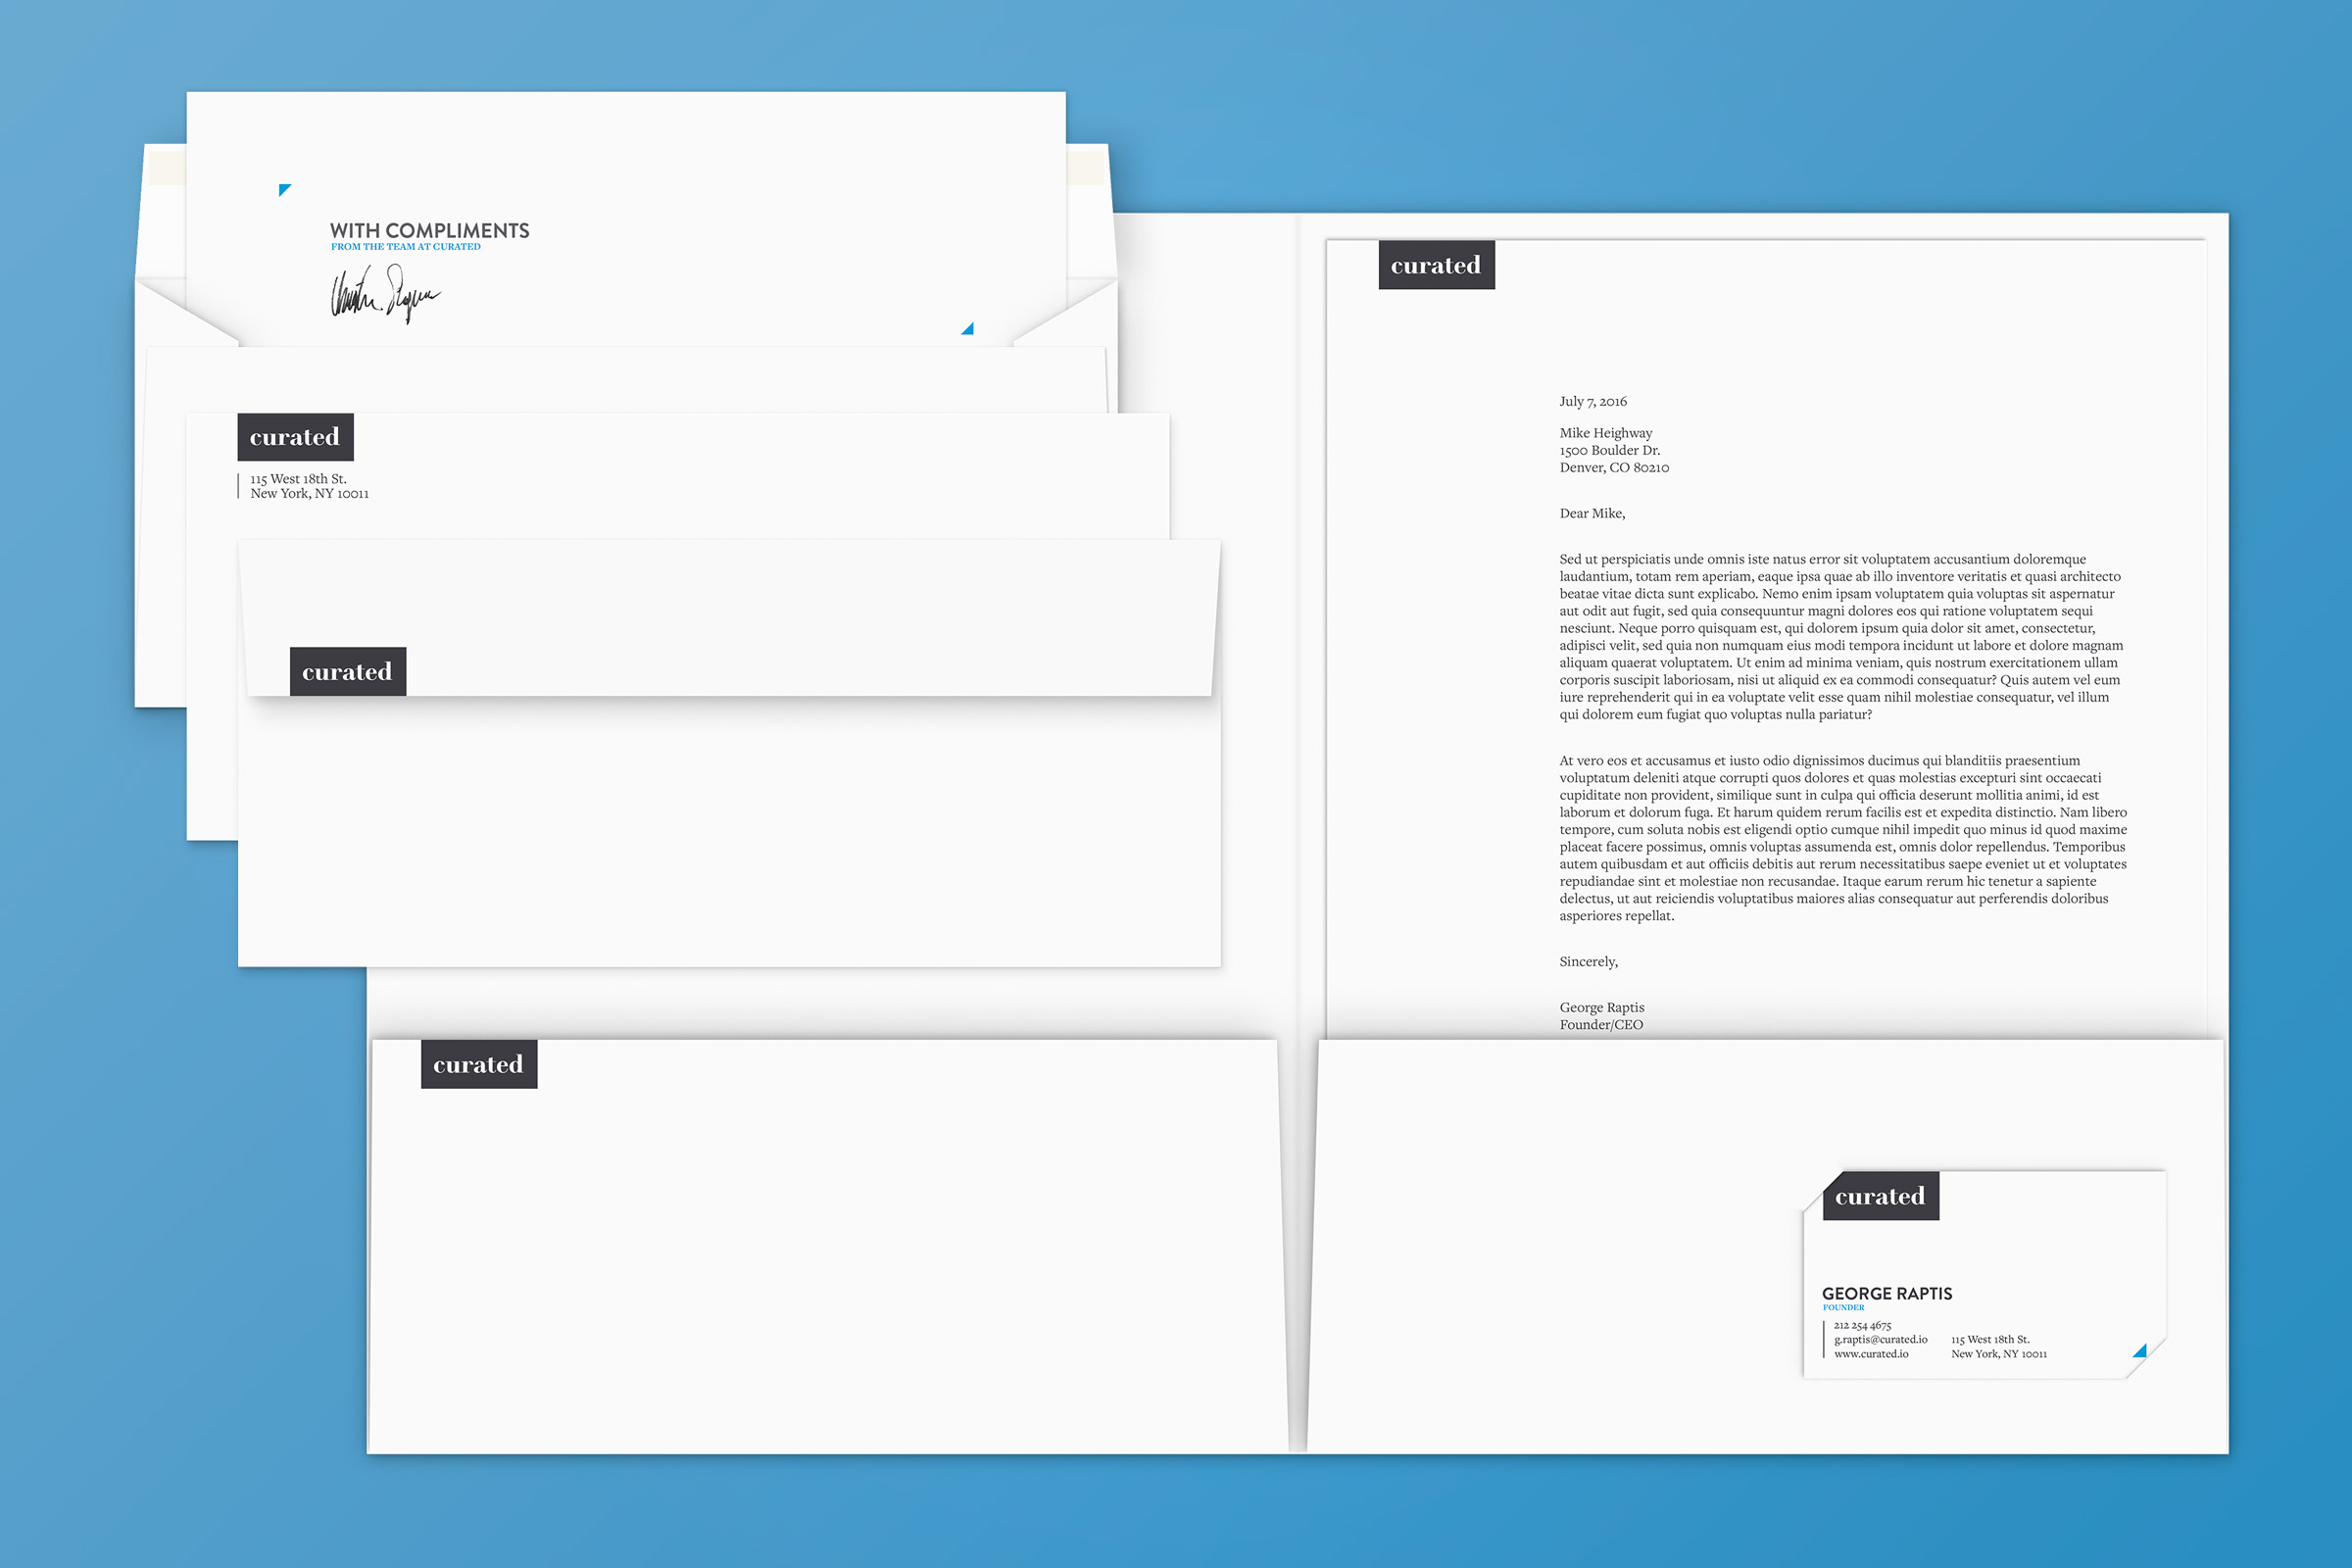 WITH COMPLIMENTS
FROM THE TEAM AT CURATED
curated
115 West 18th St.
New York, NY 10011
curated
curated
curated
July 7, 2016
Mike Heighway
1500 Boulder Dr.
Denver, CO 80210
Dear Mike,
Sed ut perspiciatis unde omnis iste natus error sit voluptatem accusantium doloremque
laudantium, totam rem aperiam, eaque ipsa quae ab illo inventore veritatis et quasi architecto
beatae vitae dicta sunt explicabo. Nemo enim ipsam voluptatem quia voluptas sit aspernatur
aut odit aut fugit, sed quia consequuntur magni dolores eos qui ratione voluptatem sequi
nesciunt. Neque porro quisquam est, qui dolorem ipsum quia dolor sit amet, consectetur,
adipisci velit, sed quia non numquam eius modi tempora incidunt ut labore et dolore magnam
aliquam quaerat voluptatem. Ut enim ad minima veniam, quis nostrum exercitationem ullam
corporis suscipit laboriosam, nisi ut aliquid ex ea commodi consequatur? Quis autem vel eum
iure reprehenderit qui in ea voluptate velit esse quam nihil molestiae consequatur, vel illum
qui dolorem eum fugiat quo voluptas nulla pariatur?
At vero eos et accusamus et iusto odio dignissimos ducimus qui blanditiis praesentium
voluptatum deleniti atque corrupti quos dolores et quas molestias excepturi sint occaecati
cupiditate non provident, similique sunt in culpa qui officia deserunt mollitia animi, id est
laborum et dolorum fuga. Et harum quidem rerum facilis est et expedita distinctio. Nam libero
tempore, cum soluta nobis est eligendi optio cumque nihil impedit quo minus id quod maxime
placeat facere possimus, omnis voluptas assumenda est, omnis dolor repellendus. Temporibus
autem quibusdam et aut officiis debitis aut rerum necessitatibus saepe eveniet ut et voluptates
repudiandae sint et molestiae non recusandae. Itaque earum rerum hic tenetur a sapiente
delectus, ut aut reiciendis voluptatibus maiores alias consequatur aut perferendis doloribus
asperiores repellat.
Sincerely,
George Raptis
Founder/CEO
curated
GEORGE RAPTIS
FOUNDER
212 254 4675
g.raptis@curated.io
www.curated.io
115 West 18th St.
New York, NY 10011